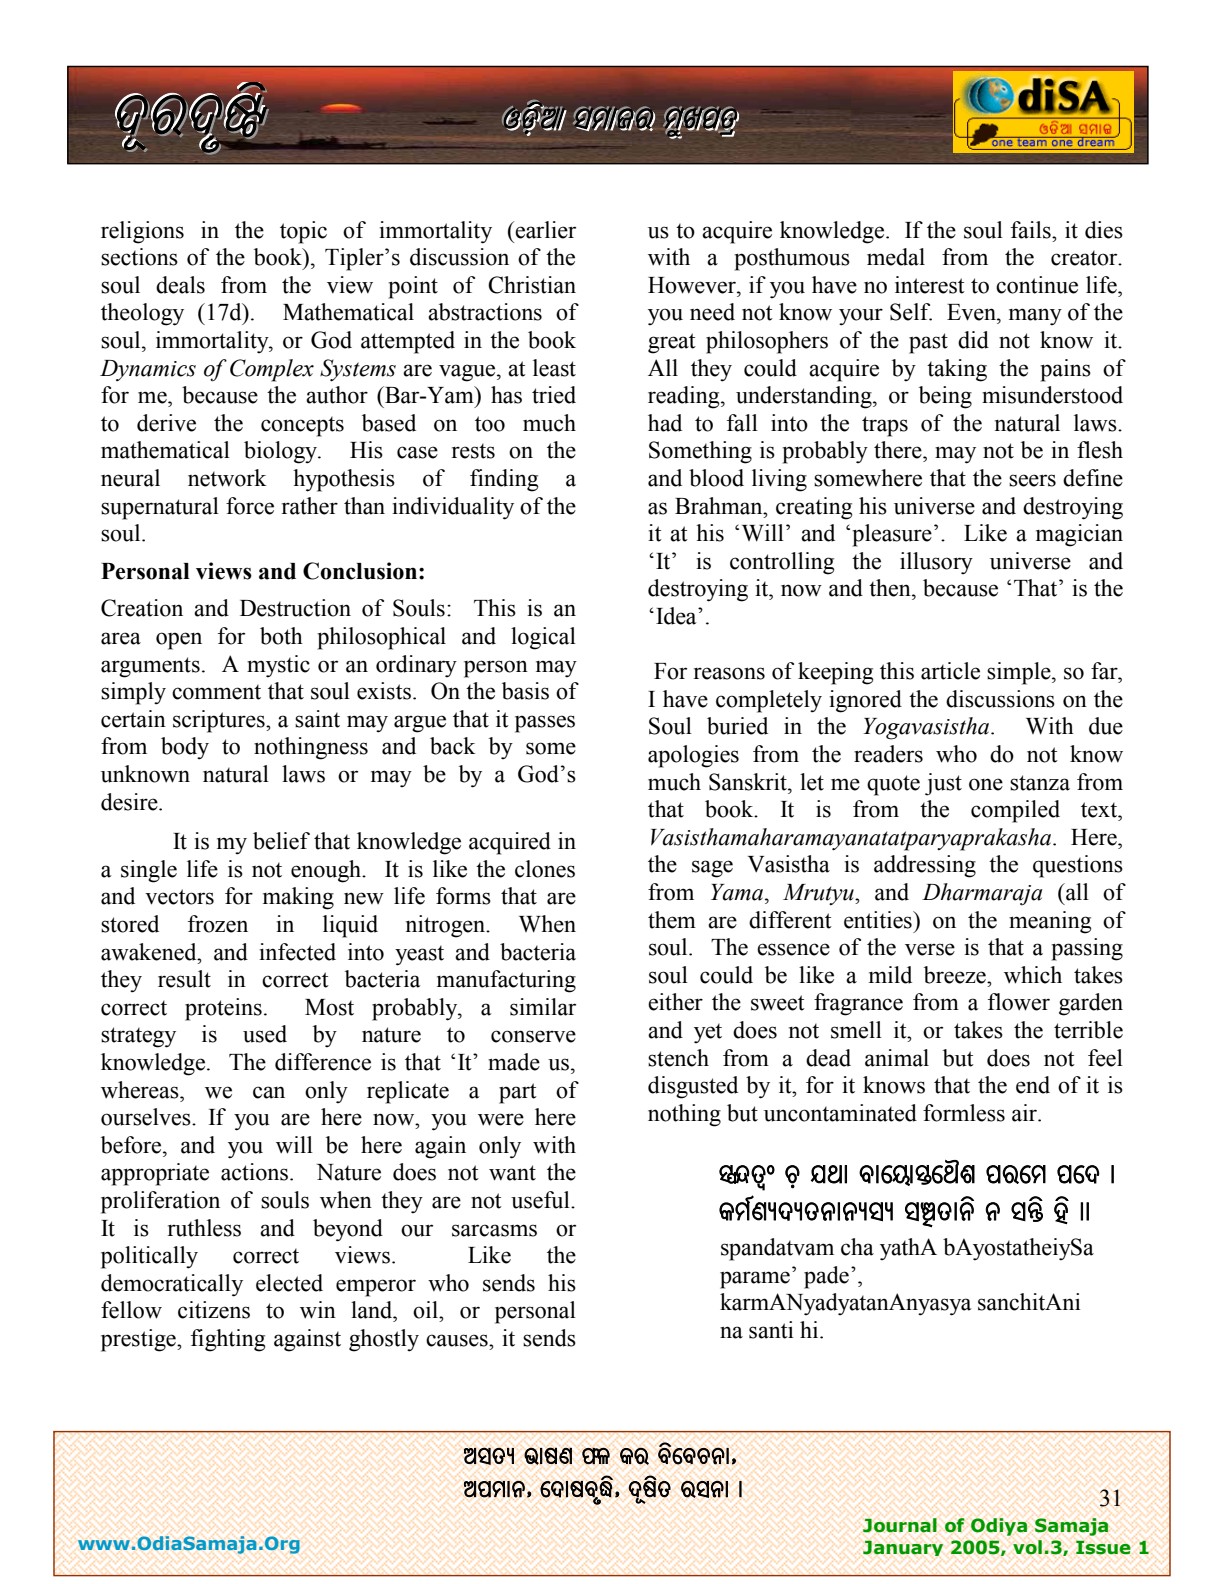 ଦୂରଦୃଷ୍ଟି
ଓଡ଼ିଆ ସମାଜର ମୁଖପତ୍ର
diSA
ଓଡିଆ ସମାଜ
one team one dream
religions in the topic of immortality (earlier
sections of the book), Tipler’s discussion of the
soul deals from the view point of Christian
theology (17d). Mathematical abstractions of
soul, immortality, or God attempted in the book
Dynamics of Complex Systems are vague, at least
for me, because the author (Bar-Yam) has tried
to derive the concepts based on too much
mathematical biology. His case rests on the
neural network hypothesis of finding a
supernatural force rather than individuality of the
soul.
Personal views and Conclusion:
Creation and Destruction of Souls: This is an
area open for both philosophical and logical
arguments. A mystic or an ordinary person may
simply comment that soul exists. On the basis of
certain scriptures, a saint may argue that it passes
from body to nothingness and back by some
unknown natural laws or may be by a God’s
desire.
It is my belief that knowledge acquired in
a single life is not enough. It is like the clones
and vectors for making new life forms that are
stored frozen in liquid nitrogen. When
awakened, and infected into yeast and bacteria
they result in correct bacteria manufacturing
correct proteins. Most probably, a similar
strategy is used by nature to conserve
knowledge. The difference is that ‘It’ made us,
whereas, we can only replicate a part of
ourselves. If you are here now, you were here
before, and you will be here again only with
appropriate actions. Nature does not want the
proliferation of souls when they are not useful.
It is ruthless and beyond our sarcasms or
politically correct views. Like the
democratically elected emperor who sends his
fellow citizens to win land, oil, or personal
prestige, fighting against ghostly causes, it sends
us to acquire knowledge. If the soul fails, it dies
with a posthumous medal from the creator.
However, if you have no interest to continue life,
you need not know your Self. Even, many of the
great philosophers of the past did not know it.
All they could acquire by taking the pains of
reading, understanding, or being misunderstood
had to fall into the traps of the natural laws.
Something is probably there, may not be in flesh
and blood living somewhere that the seers define
as Brahman, creating his universe and destroying
it at his ‘Will’ and ‘pleasure’. Like a magician
‘It’ is controlling the illusory universe and
destroying it, now and then, because ‘That’ is the
‘Idea’.
For reasons of keeping this article simple, so far,
I have completely ignored the discussions on the
Soul buried in the Yogavasistha. With due
apologies from the readers who do not know
much Sanskrit, let me quote just one stanza from
that book. It is from the compiled text,
Vasisthamaharamayanatatparyaprakasha. Here,
the sage Vasistha is addressing the questions
from Yama, Mrutyu, and Dharmaraja (all of
them are different entities) on the meaning of
soul. The essence of the verse is that a passing
soul could be like a mild breeze, which takes
either the sweet fragrance from a flower garden
and yet does not smell it, or takes the terrible
stench from a dead animal but does not feel
disgusted by it, for it knows that the end of it is
nothing but uncontaminated formless air.
ସ୍ପନ୍ଦତ୍ୱଂ ଚ ଯଥା ବାୟୋସ୍ତଥୈଶ ପରମେ ପଦେ ।
କର୍ମଣ୍ୟଦ୍ୟତନାନ୍ୟସ୍ୟ ସଞ୍ଚିତାନି ନ ସନ୍ତି ହି ॥
spandatvam cha yathA bAyostatheiySa
parame’ pade’,
karmANyadyatanAnyasya sanchitAni
na santi hi.
ଅସତ୍ୟ ଭାଷଣ ଫଳ କର ବିବେଚନା,
ଅପମାନ, ଦୋଷବୃଦ୍ଧି, ଦୂଷିତ ରସନା ।
31
www.OdiaSamaja.Org
Journal of Odiya Samaja
January 2005, vol.3, Issue 1